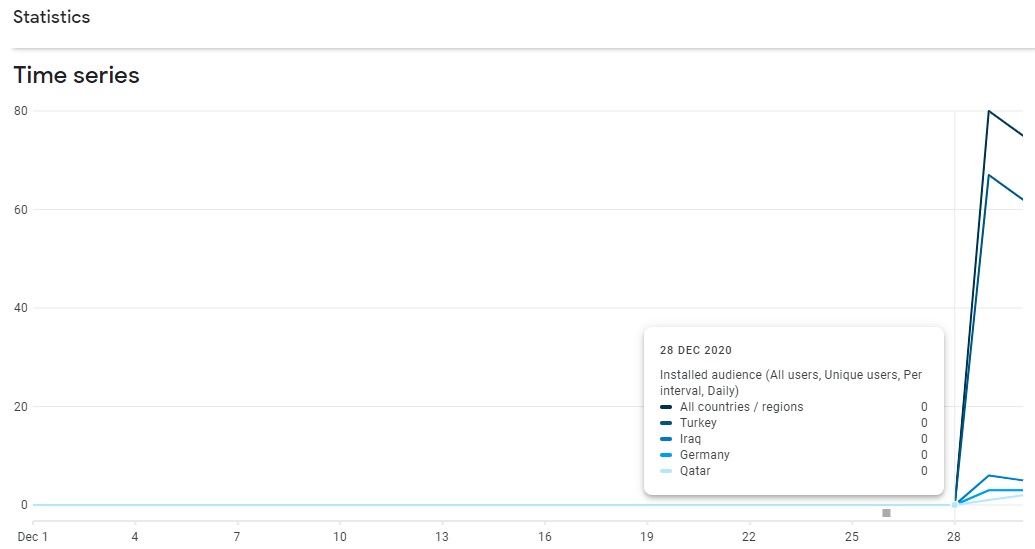 Statistics
Time series
80
60
40
20
0
28 DEC 2020
Installed audience (All users, Unique users, Per
interval, Daily)
All countries / regions 0
Turkey 0
Iraq 0
Germany 0
Qatar 0
Dec 1 4 7 10 13 16 19 22 25 28